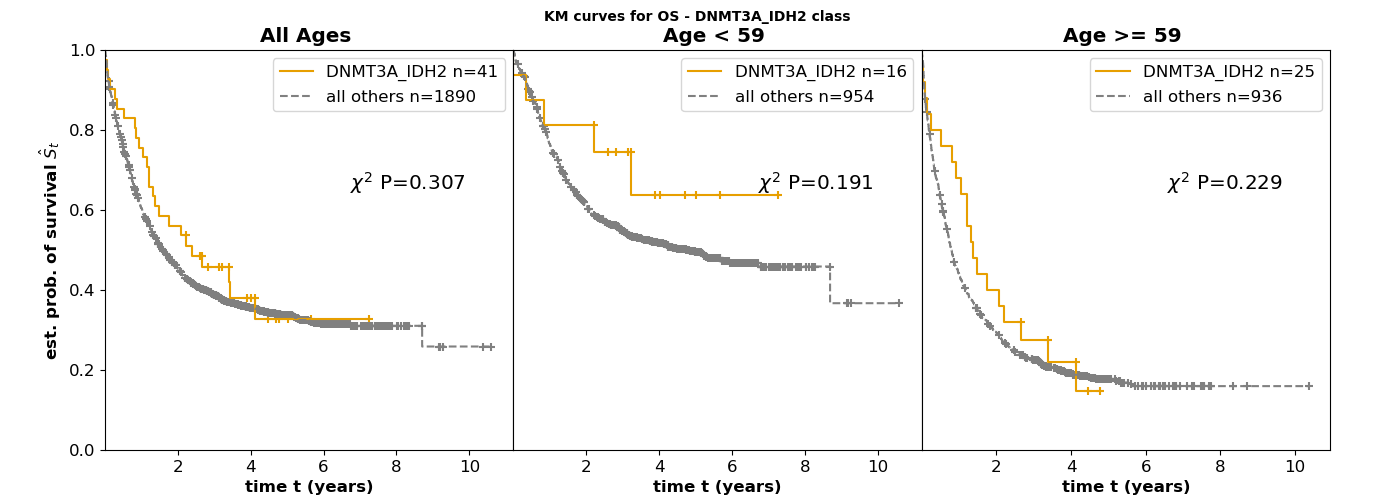 KM curves for OS - DNMT3A_IDH2 class
All Ages
Age < 59
Age >= 59
est. prob. of survival Ŝt
1.0
0.8
0.6
0.4
0.2
0.0
DNMT3A_IDH2 n=41
all others n=1890
χ² P=0.307
2 4 6 8 10
time t (years)
DNMT3A_IDH2 n=16
all others n=954
χ² P=0.191
2 4 6 8 10
time t (years)
DNMT3A_IDH2 n=25
all others n=936
χ² P=0.229
2 4 6 8 10
time t (years)